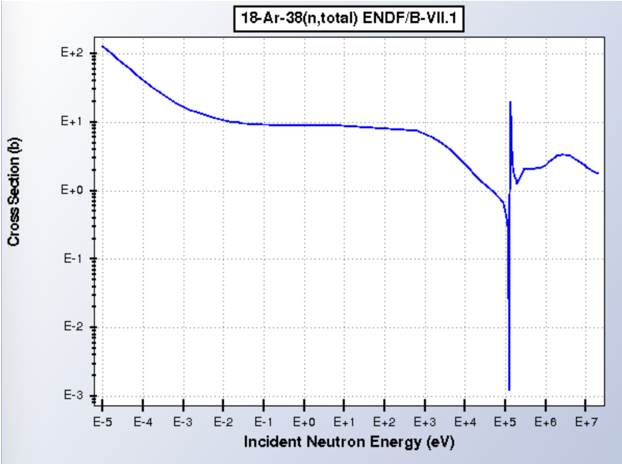 18-Ar-38(n,total) ENDF/B-VII.1
Cross Section (b)
E+2
E+1
E+0
E-1
E-2
E-3
E-5 E-4 E-3 E-2 E-1 E+0 E+1 E+2 E+3 E+4 E+5 E+6 E+7
Incident Neutron Energy (eV)